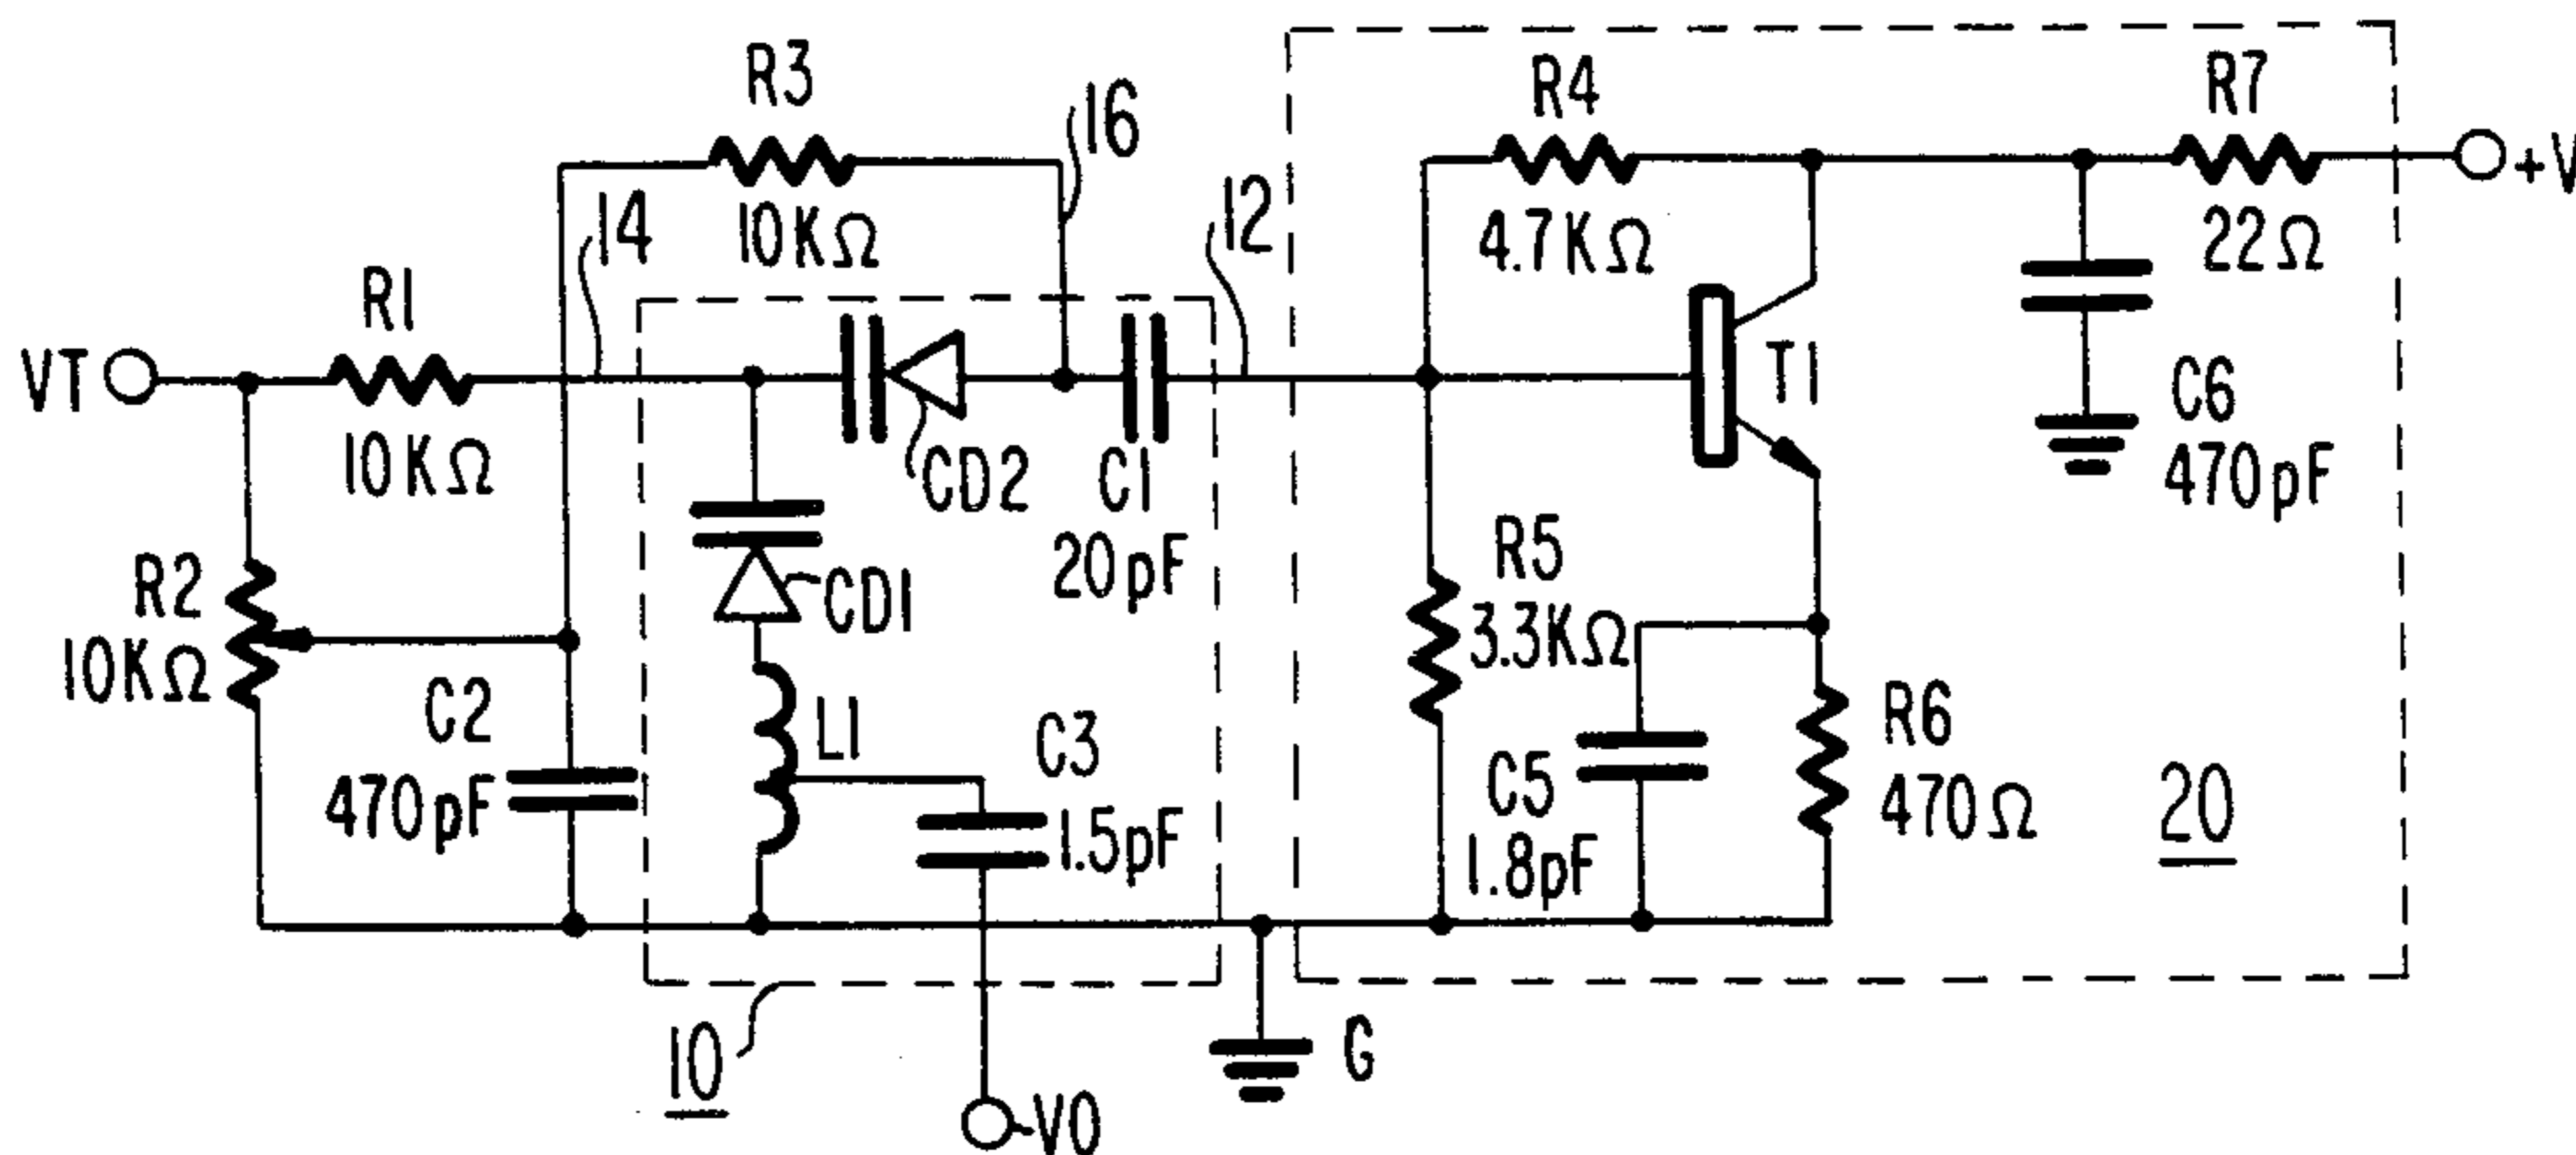 R3
10KΩ
16
R4
4.7KΩ
R7
22Ω
+V
14
12
R1
10KΩ
VT
CD2
C1
20pF
T1
C6
470pF
R2
10KΩ
CD1
R5
3.3KΩ
C2
470pF
L1
C3
1.5pF
C5
1.8pF
R6
470Ω
20
10
G
VO